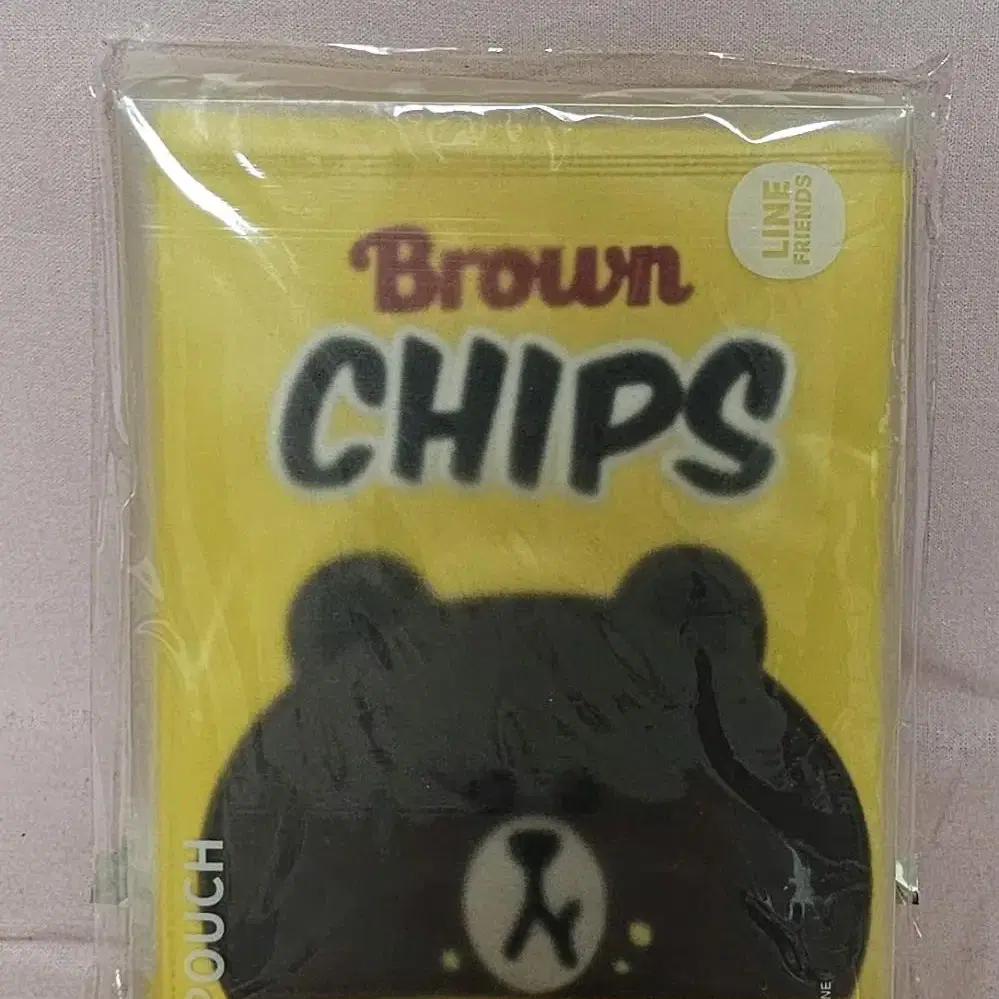 LINE
FRIENDS
Brown
CHIPS
POUCH